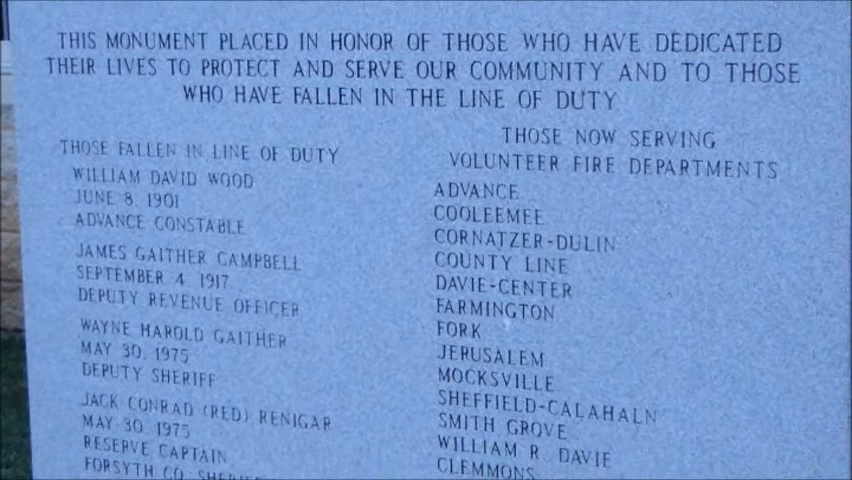 THIS MONUMENT PLACED IN HONOR OF THOSE WHO HAVE DEDICATED
THEIR LIVES TO PROTECT AND SERVE OUR COMMUNITY AND TO THOSE
WHO HAVE FALLEN IN THE LINE OF DUTY
THOSE FALLEN IN LINE OF DUTY
WILLIAM DAVID WOOD
JUNE 8, 1901
ADVANCE CONSTABLE
JAMES GAITHER CAMPBELL
SEPTEMBER 4 1917
DEPUTY REVENUE OFFICER
WAYNE HAROLD GAITHER
MAY 30, 1975
DEPUTY SHERIFF
JACK CONRAD (RED) RENIGAR
MAY 30, 1975
RESERVE CAPTAIN
FORSYTH CO. SHERIFF
THOSE NOW SERVING
VOLUNTEER FIRE DEPARTMENTS
ADVANCE
COOLEEMEE
CORNATZER-DULIN
COUNTY LINE
DAVIE-CENTER
FARMINGTON
FORK
JERUSALEM
MOCKSVILLE
SHEFFIELD-CALAHALN
SMITH GROVE
WILLIAM R. DAVIE
CLEMMONS